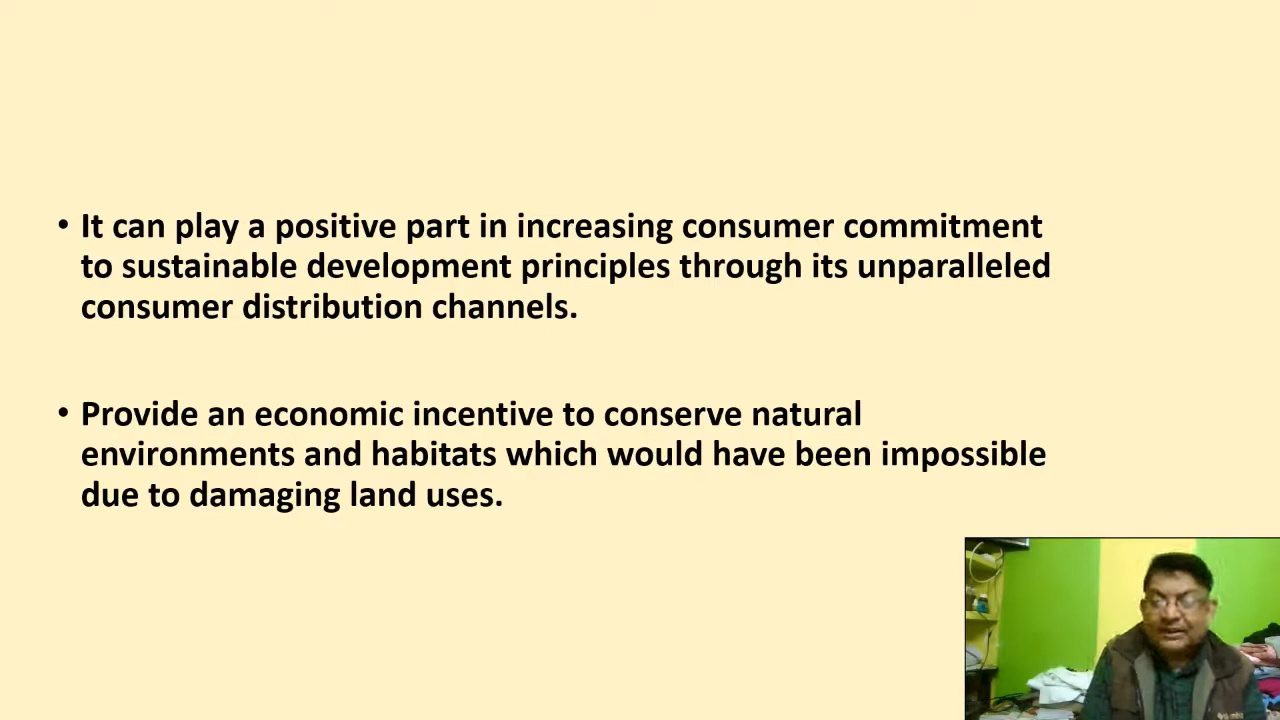 • It can play a positive part in increasing consumer commitment
to sustainable development principles through its unparalleled
consumer distribution channels.
• Provide an economic incentive to conserve natural
environments and habitats which would have been impossible
due to damaging land uses.